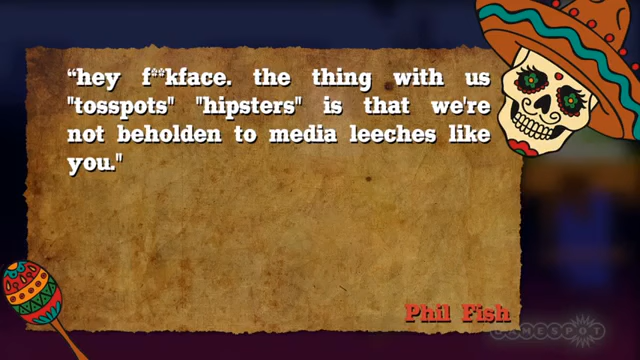 “hey f**kface. the thing with us
"tosspots" "hipsters" is that we're
not beholden to media leeches like
you."
Phil Fish
GAMESPOT